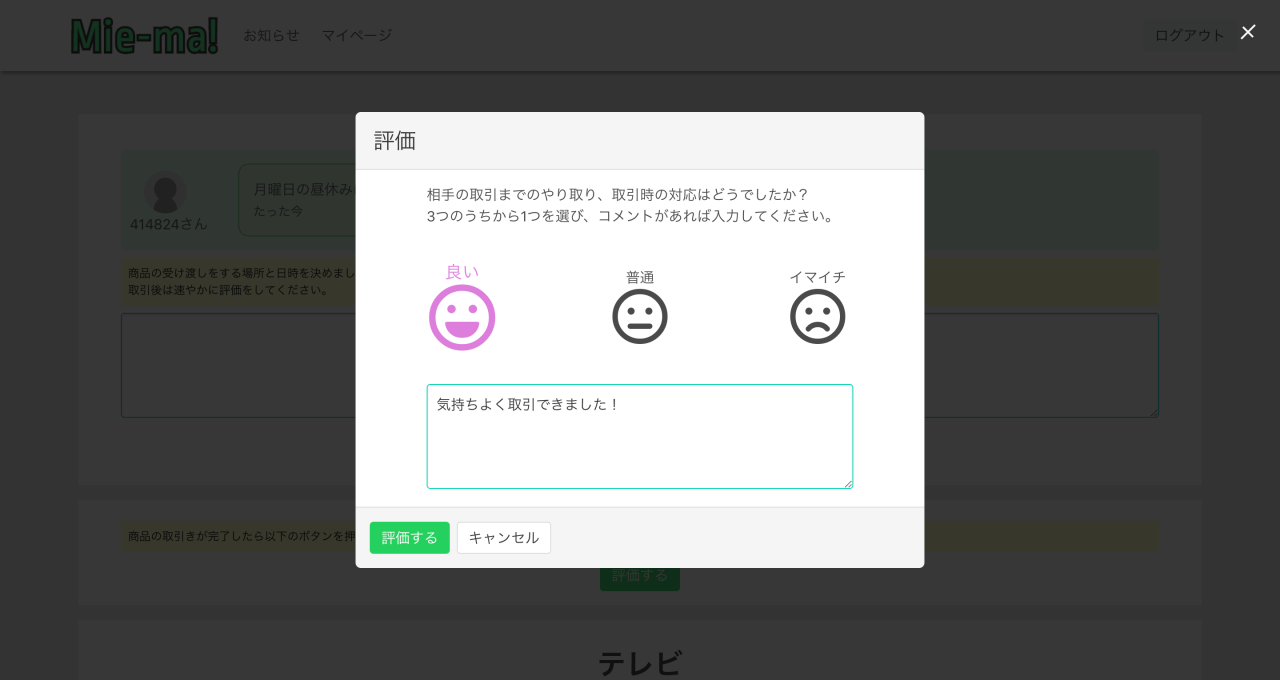 Mie-ma!
お知らせ
マイページ
ログアウト
月曜日の昼休み
たった今
414824さん
商品の受け渡しをする場所と日時を決めまし
取引後は速やかに評価をしてください。
評価
相手の取引までのやり取り、取引時の対応はどうでしたか？
3つのうちから1つを選び、コメントがあれば入力してください。
良い
普通
イマイチ
気持ちよく取引できました！
評価する
キャンセル
商品の取引きが完了したら以下のボタンを押
評価する
テレビ